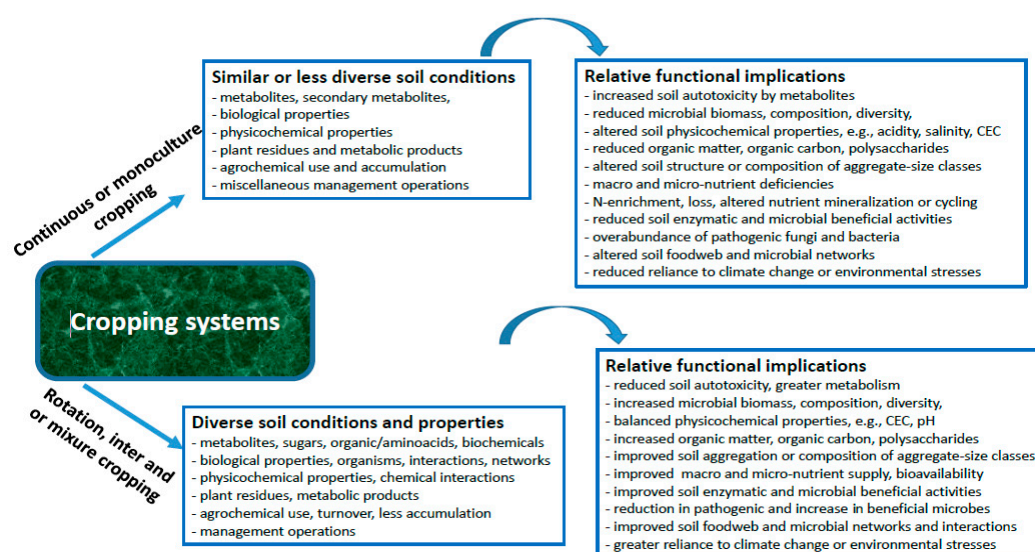 Similar or less diverse soil conditions
- metabolites, secondary metabolites,
- biological properties
- physicochemical properties
- plant residues and metabolic products
- agrochemical use and accumulation
- miscellaneous management operations
Relative functional implications
- increased soil autotoxicity by metabolites
- reduced microbial biomass, composition, diversity,
- altered soil physicochemical properties, e.g., acidity, salinity, CEC
- reduced organic matter, organic carbon, polysaccharides
- altered soil structure or composition of aggregate-size classes
- macro and micro-nutrient deficiencies
- N-enrichment, loss, altered nutrient mineralization or cycling
- reduced soil enzymatic and microbial beneficial activities
- overabundance of pathogenic fungi and bacteria
- altered soil foodweb and microbial networks
- reduced reliance to climate change or environmental stresses
Continuous or monoculture
cropping
Cropping systems
Rotation, inter and
or mixture cropping
Diverse soil conditions and properties
- metabolites, sugars, organic/aminoacids, biochemicals
- biological properties, organisms, interactions, networks
- physicochemical properties, chemical interactions
- plant residues, metabolic products
- agrochemical use, turnover, less accumulation
- management operations
Relative functional implications
- reduced soil autotoxicity, greater metabolism
- increased microbial biomass, composition, diversity,
- balanced physicochemical properties, e.g., CEC, pH
- increased organic matter, organic carbon, polysaccharides
- improved soil aggregation or composition of aggregate-size classes
- improved macro and micro-nutrient supply, bioavailability
- improved soil enzymatic and microbial beneficial activities
- reduction in pathogenic and increase in beneficial microbes
- improved soil foodweb and microbial networks and interactions
- greater reliance to climate change or environmental stresses